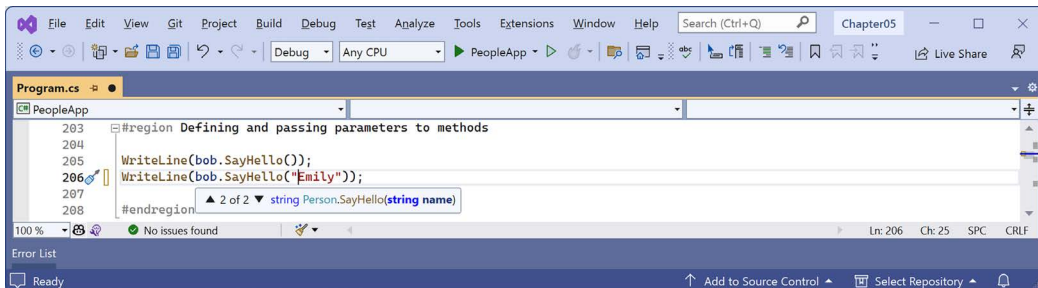 File Edit View Git Project Build Debug Test Analyze Tools Extensions Window Help Search (Ctrl+Q) Chapter05
Debug Any CPU PeopleApp abc Live Share
Program.cs
C# PeopleApp
203 #region Defining and passing parameters to methods
204
205 WriteLine(bob.SayHello());
206 WriteLine(bob.SayHello("Emily"));
207 ▲ 2 of 2 ▼ string Person.SayHello(string name)
208 #endregion
100 % No issues found Ln: 206 Ch: 25 SPC CRLF
Error List
Ready Add to Source Control Select Repository